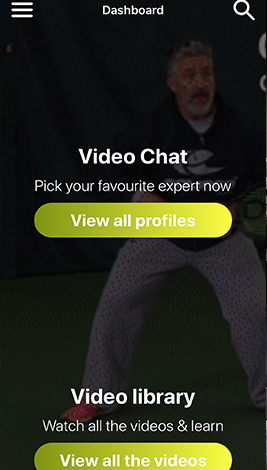 Dashboard
Video Chat
Pick your favourite expert now
View all profiles
Video library
Watch all the videos & learn
View all the videos